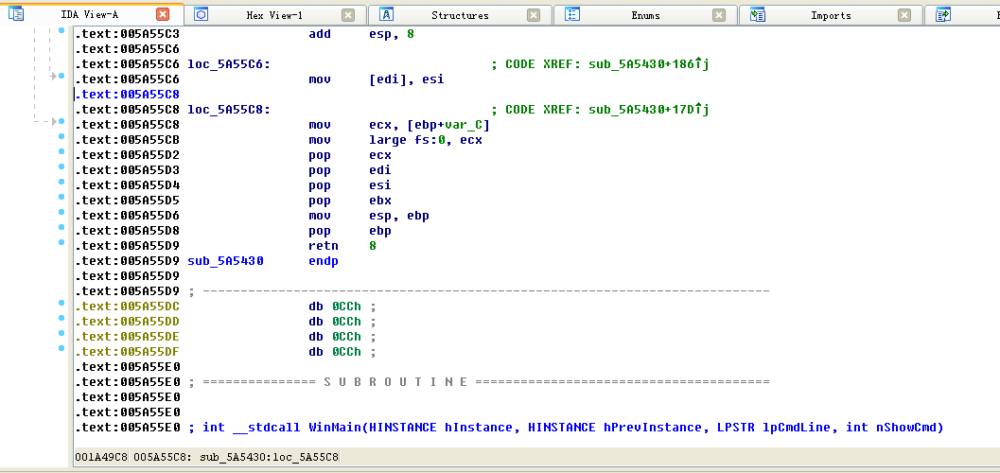 IDA View-A Hex View-1 Structures Enums Imports
.text:005A55C3 add esp, 8
.text:005A55C6
.text:005A55C6 loc_5A55C6: ; CODE XREF: sub_5A5430+186↑j
.text:005A55C6 mov [edi], esi
.text:005A55C8
.text:005A55C8 loc_5A55C8: ; CODE XREF: sub_5A5430+17D↑j
.text:005A55C8 mov ecx, [ebp+var_C]
.text:005A55CB mov large fs:0, ecx
.text:005A55D2 pop ecx
.text:005A55D3 pop edi
.text:005A55D4 pop esi
.text:005A55D5 pop ebx
.text:005A55D6 mov esp, ebp
.text:005A55D8 pop ebp
.text:005A55D9 retn 8
.text:005A55D9 sub_5A5430 endp
.text:005A55D9
.text:005A55D9 ; ---------------------------------------------------------------------------
.text:005A55DC db 0CCh ;
.text:005A55DD db 0CCh ;
.text:005A55DE db 0CCh ;
.text:005A55DF db 0CCh ;
.text:005A55E0
.text:005A55E0 ; =============== S U B R O U T I N E =======================================
.text:005A55E0
.text:005A55E0
.text:005A55E0 ; int __stdcall WinMain(HINSTANCE hInstance, HINSTANCE hPrevInstance, LPSTR lpCmdLine, int nShowCmd)
001A49C8 005A55C8: sub_5A5430:loc_5A55C8